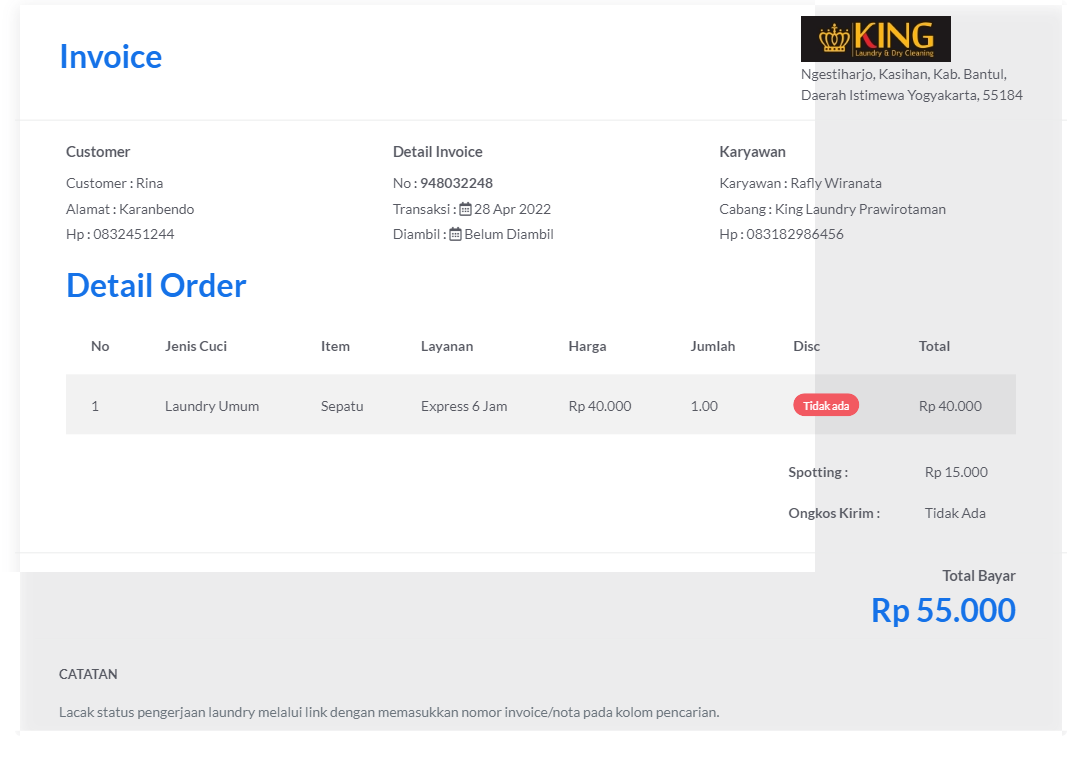 Invoice
KING
Laundry & Dry Cleaning
Ngestiharjo, Kasihan, Kab. Bantul,
Daerah Istimewa Yogyakarta, 55184
Customer
Customer : Rina
Alamat : Karanbendo
Hp : 0832451244
Detail Invoice
No : 948032248
Transaksi : 28 Apr 2022
Diambil : Belum Diambil
Karyawan
Karyawan : Rafly Wiranata
Cabang : King Laundry Prawirotaman
Hp : 083182986456
Detail Order
No Jenis Cuci Item Layanan Harga Jumlah Disc Total
1 Laundry Umum Sepatu Express 6 Jam Rp 40.000 1.00 Tidak ada Rp 40.000
Spotting : Rp 15.000
Ongkos Kirim : Tidak Ada
Total Bayar
Rp 55.000
CATATAN
Lacak status pengerjaan laundry melalui link dengan memasukkan nomor invoice/nota pada kolom pencarian.